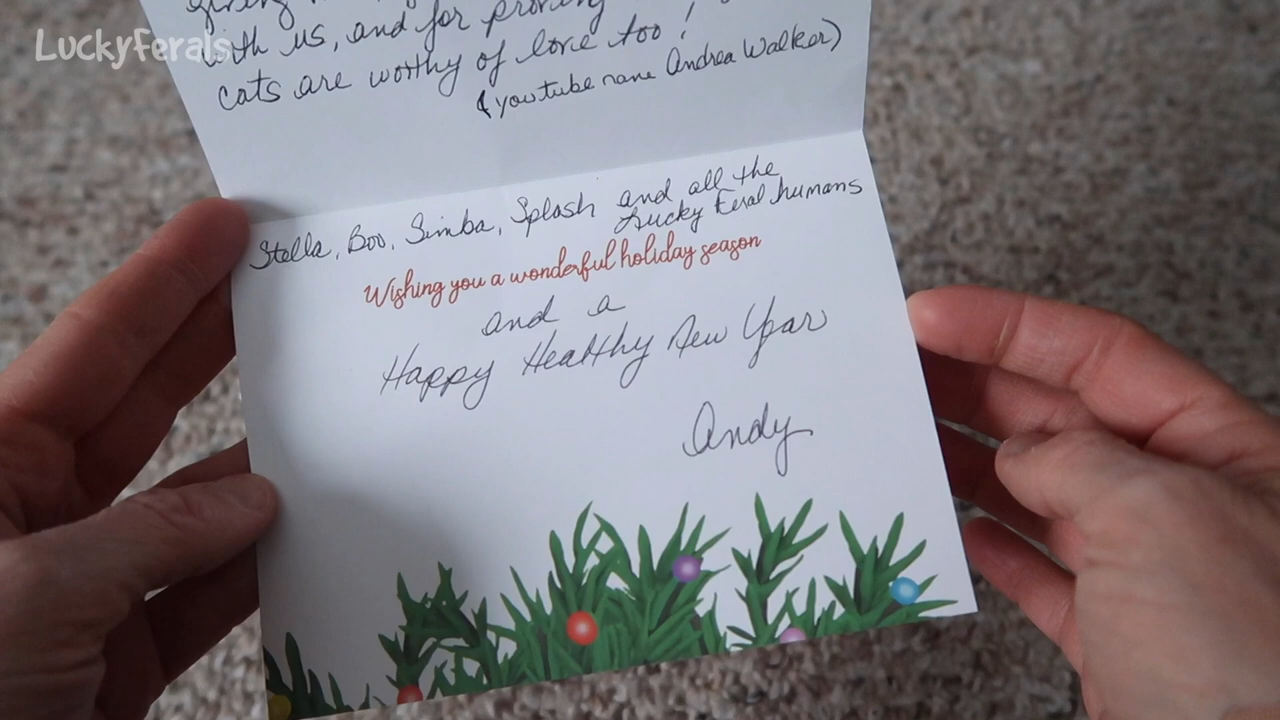 LuckyFerals
with us, and for proving
cats are worthy of love too!
(youtube name Andrea Walker)
Stella, Boo, Simba, Splash and all the
Lucky Feral humans
Wishing you a wonderful holiday season
and a
Happy Healthy New Year
Andy